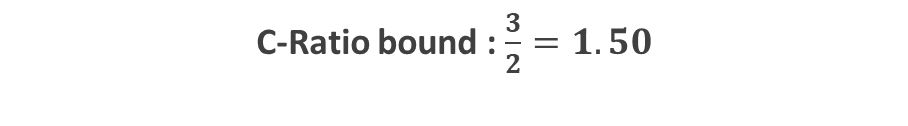 C-Ratio bound : 3/2 = 1.50